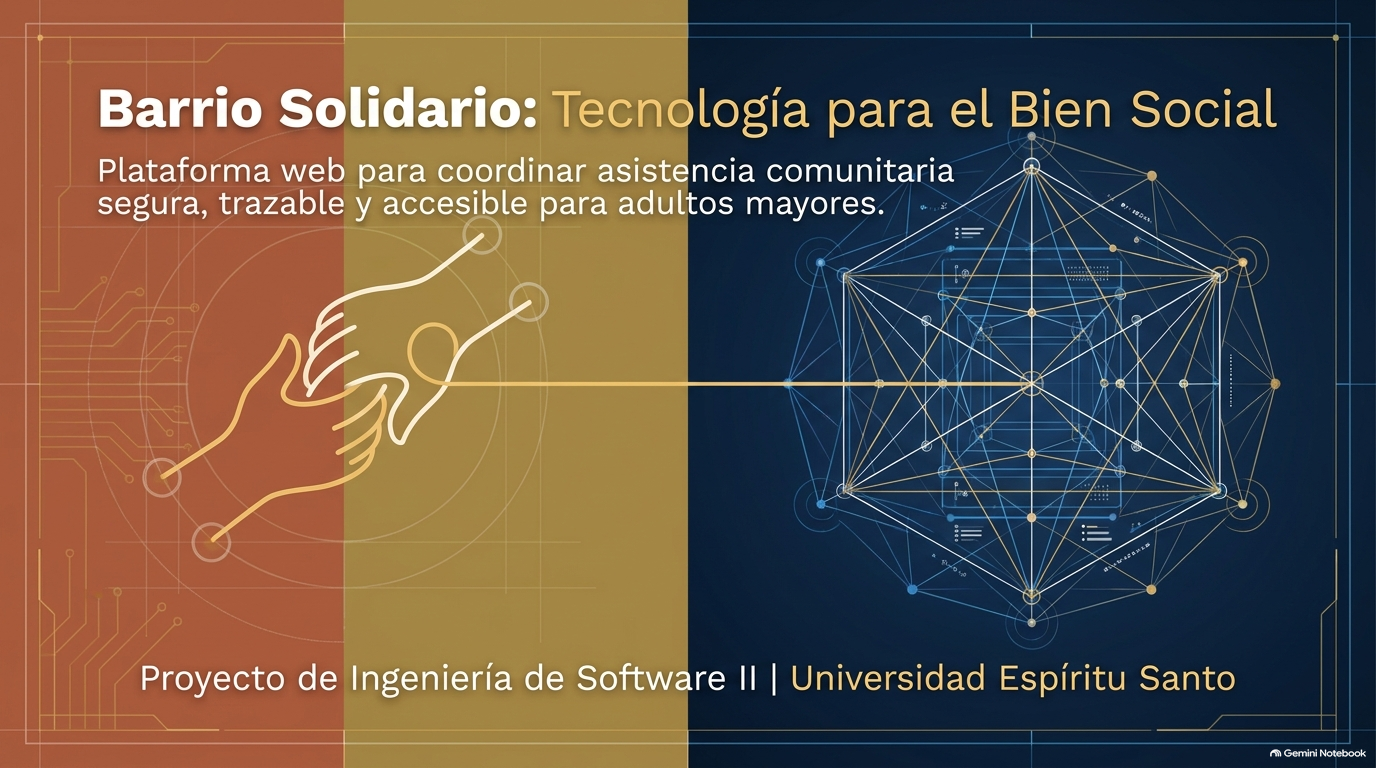 Barrio Solidario: Tecnología para el Bien Social
Plataforma web para coordinar asistencia comunitaria
segura, trazable y accesible para adultos mayores.
Proyecto de Ingeniería de Software II | Universidad Espíritu Santo
Gemini Notebook